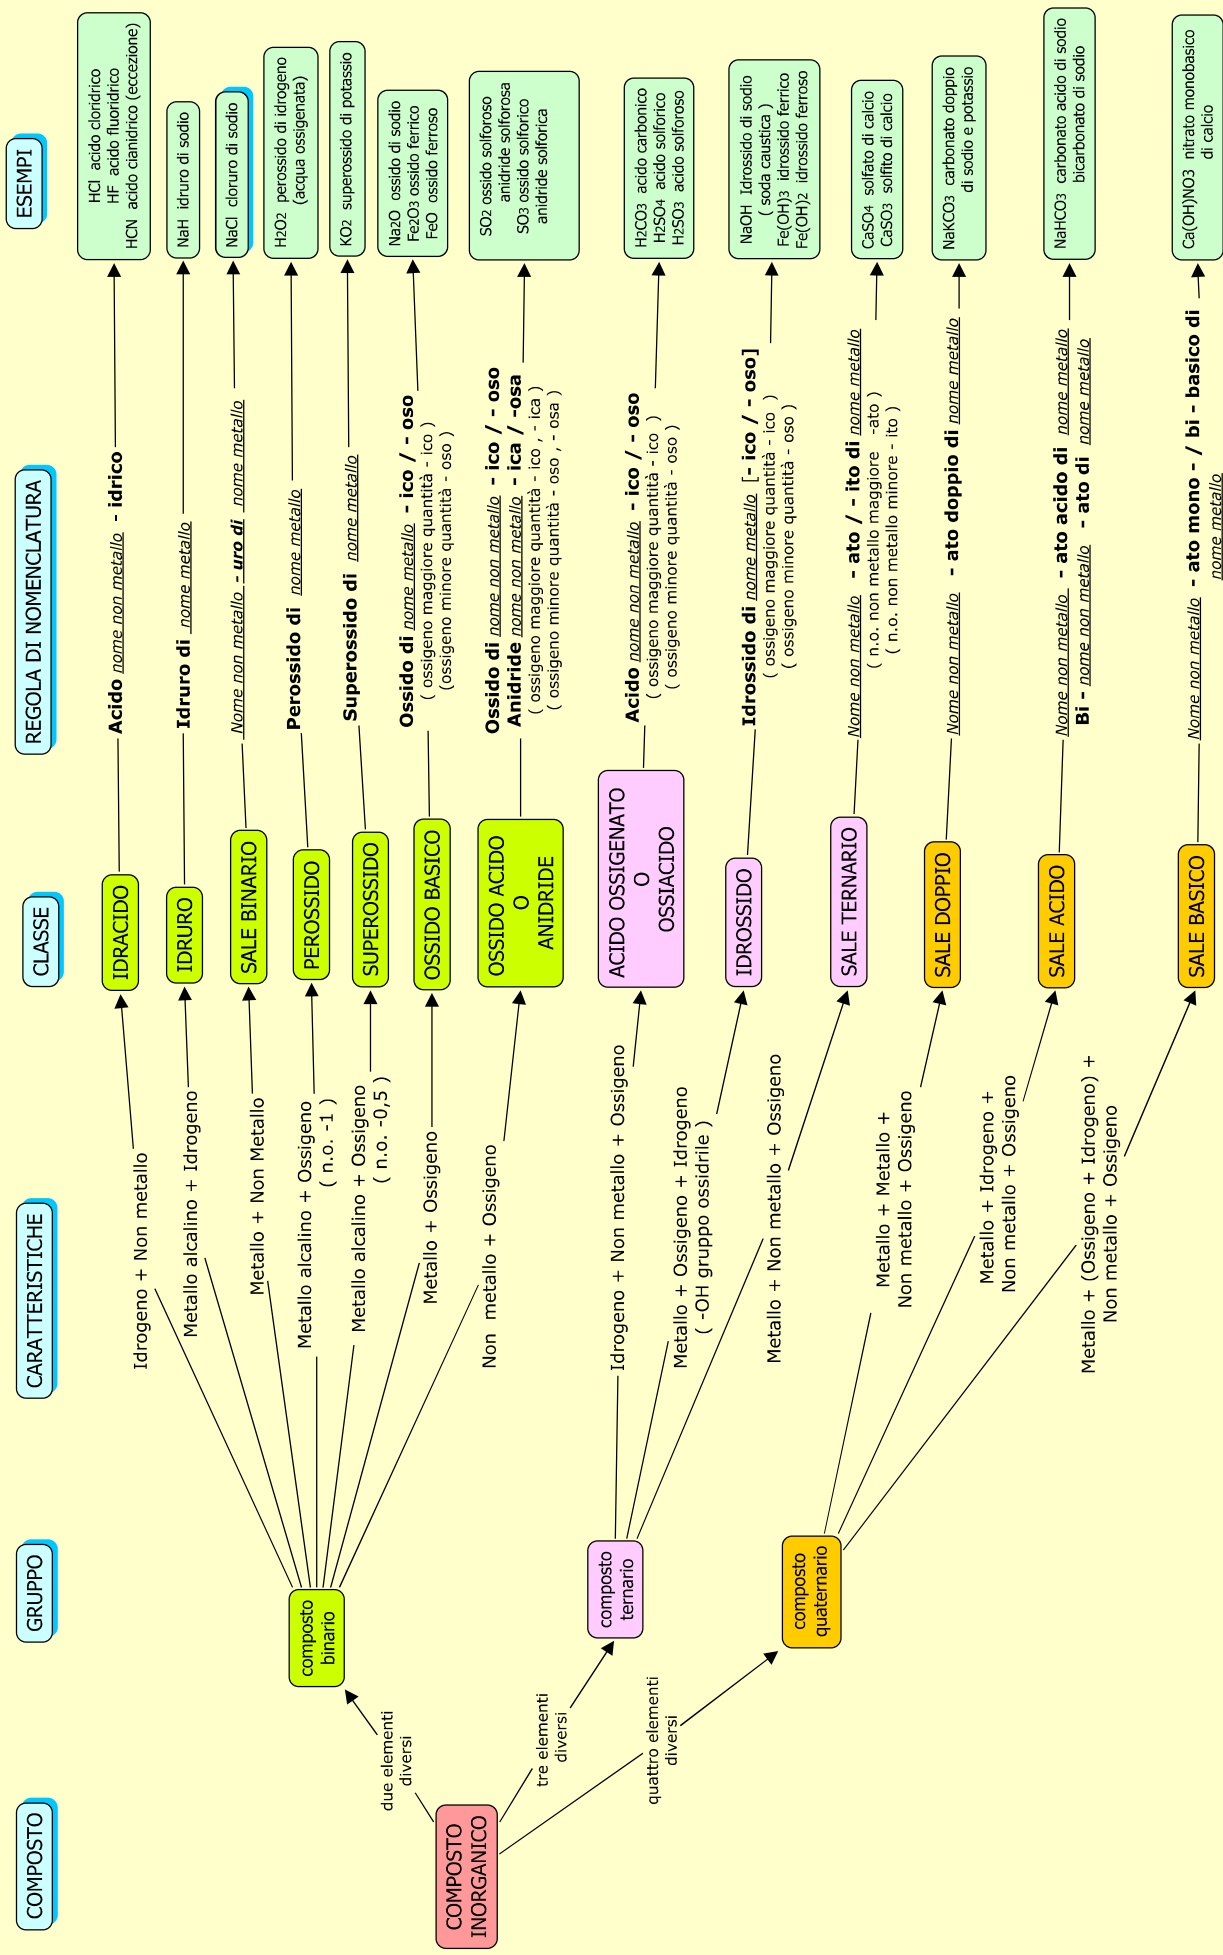 COMPOSTO
GRUPPO
CARATTERISTICHE
CLASSE
REGOLA DI NOMENCLATURA
ESEMPI
COMPOSTO
INORGANICO
due elementi
diversi
composto
binario
Idrogeno + Non metallo
IDRACIDO
Acido nome non metallo - idrico
HCl acido cloridrico
HF acido fluoridrico
HCN acido cianidrico (eccezione)
Metallo alcalino + Idrogeno
IDRURO
Idruro di nome metallo
NaH idruro di sodio
Metallo + Non Metallo
SALE BINARIO
Nome non metallo - uro di nome metallo
NaCl cloruro di sodio
Metallo alcalino + Ossigeno
( n.o. -1 )
PEROSSIDO
Perossido di nome metallo
H2O2 perossido di idrogeno
(acqua ossigenata)
Metallo alcalino + Ossigeno
( n.o. -0,5 )
SUPEROSSIDO
Superossido di nome metallo
KO2 superossido di potassio
Metallo + Ossigeno
OSSIDO BASICO
Ossido di nome metallo - ico / - oso
( ossigeno maggiore quantità - ico )
(ossigeno minore quantità - oso )
Na2O ossido di sodio
Fe2O3 ossido ferrico
FeO ossido ferroso
Non metallo + Ossigeno
OSSIDO ACIDO
O
ANIDRIDE
Ossido di nome non metallo - ico / - oso
Anidride nome non metallo - ica / -osa
( ossigeno maggiore quantità - ico , - ica )
( ossigeno minore quantità - oso , - osa )
SO2 ossido solforoso
anidride solforosa
SO3 ossido solforico
anidride solforica
tre elementi
diversi
composto
ternario
Idrogeno + Non metallo + Ossigeno
ACIDO OSSIGENATO
O
OSSIACIDO
Acido nome non metallo - ico / - oso
( ossigeno maggiore quantità - ico )
( ossigeno minore quantità - oso )
H2CO3 acido carbonico
H2SO4 acido solforico
H2SO3 acido solforoso
Metallo + Ossigeno + Idrogeno
( -OH gruppo ossidrile )
IDROSSIDO
Idrossido di nome metallo [- ico / - oso]
( ossigeno maggiore quantità - ico )
( ossigeno minore quantità - oso )
NaOH Idrossido di sodio
( soda caustica )
Fe(OH)3 idrossido ferrico
Fe(OH)2 idrossido ferroso
Metallo + Non metallo + Ossigeno
SALE TERNARIO
Nome non metallo - ato / - ito di nome metallo
( n.o. non metallo maggiore -ato )
( n.o. non metallo minore - ito )
CaSO4 solfato di calcio
CaSO3 solfito di calcio
quattro elementi
diversi
composto
quaternario
Metallo + Metallo +
Non metallo + Ossigeno
SALE DOPPIO
Nome non metallo - ato doppio di nome metallo
NaKCO3 carbonato doppio
di sodio e potassio
Metallo + Idrogeno +
Non metallo + Ossigeno
SALE ACIDO
Nome non metallo - ato acido di nome metallo
Bi - nome non metallo - ato di nome metallo
NaHCO3 carbonato acido di sodio
bicarbonato di sodio
Metallo + (Ossigeno + Idrogeno) +
Non metallo + Ossigeno
SALE BASICO
Nome non metallo - ato mono - / bi - basico di
nome metallo
Ca(OH)NO3 nitrato monobasico
di calcio